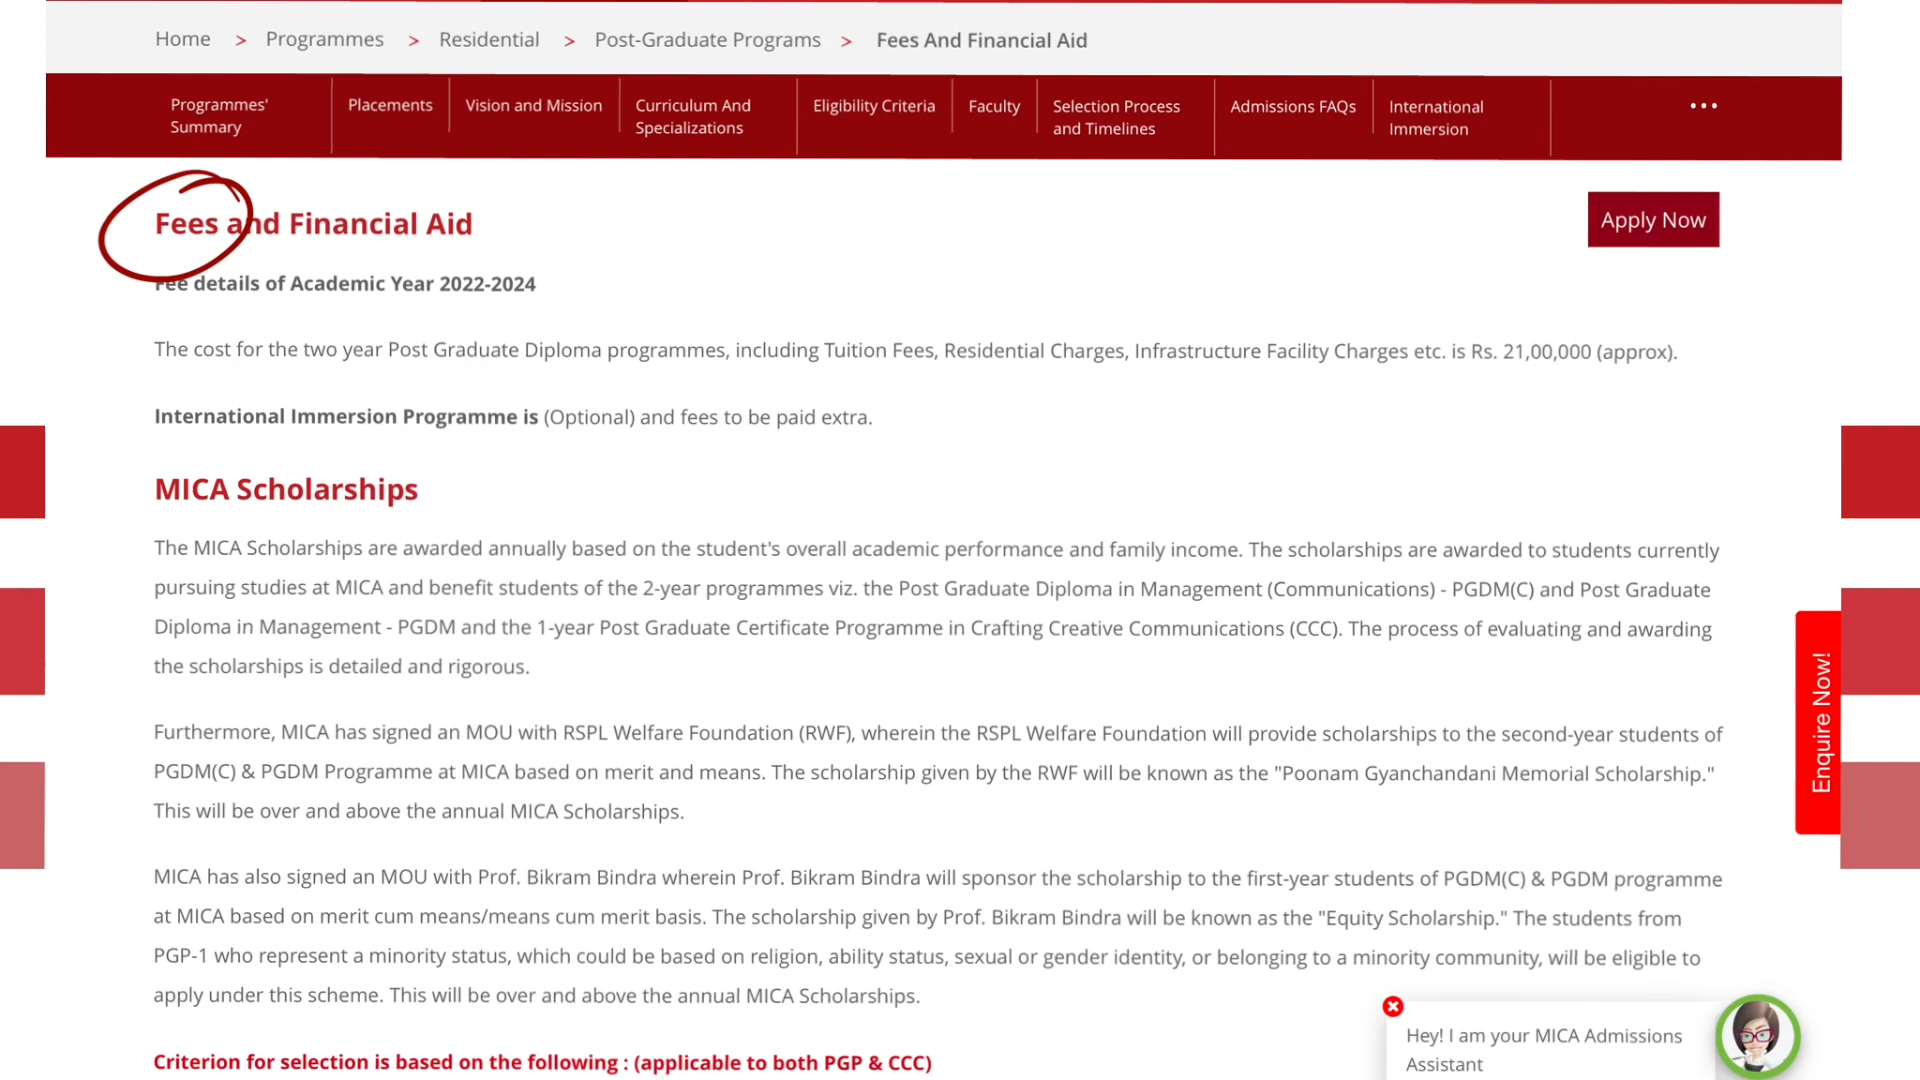 Home > Programmes > Residential > Post-Graduate Programs > Fees And Financial Aid
Programmes' Summary
Placements
Vision and Mission
Curriculum And Specializations
Eligibility Criteria
Faculty
Selection Process and Timelines
Admissions FAQs
International Immersion
...
Fees and Financial Aid
Apply Now
Fee details of Academic Year 2022-2024
The cost for the two year Post Graduate Diploma programmes, including Tuition Fees, Residential Charges, Infrastructure Facility Charges etc. is Rs. 21,00,000 (approx).
International Immersion Programme is (Optional) and fees to be paid extra.
MICA Scholarships
The MICA Scholarships are awarded annually based on the student's overall academic performance and family income. The scholarships are awarded to students currently
pursuing studies at MICA and benefit students of the 2-year programmes viz. the Post Graduate Diploma in Management (Communications) - PGDM(C) and Post Graduate
Diploma in Management - PGDM and the 1-year Post Graduate Certificate Programme in Crafting Creative Communications (CCC). The process of evaluating and awarding
the scholarships is detailed and rigorous.
Furthermore, MICA has signed an MOU with RSPL Welfare Foundation (RWF), wherein the RSPL Welfare Foundation will provide scholarships to the second-year students of
PGDM(C) & PGDM Programme at MICA based on merit and means. The scholarship given by the RWF will be known as the "Poonam Gyanchandani Memorial Scholarship."
This will be over and above the annual MICA Scholarships.
MICA has also signed an MOU with Prof. Bikram Bindra wherein Prof. Bikram Bindra will sponsor the scholarship to the first-year students of PGDM(C) & PGDM programme
at MICA based on merit cum means/means cum merit basis. The scholarship given by Prof. Bikram Bindra will be known as the "Equity Scholarship." The students from
PGP-1 who represent a minority status, which could be based on religion, ability status, sexual or gender identity, or belonging to a minority community, will be eligible to
apply under this scheme. This will be over and above the annual MICA Scholarships.
Criterion for selection is based on the following : (applicable to both PGP & CCC)
Enquire Now!
Hey! I am your MICA Admissions
Assistant